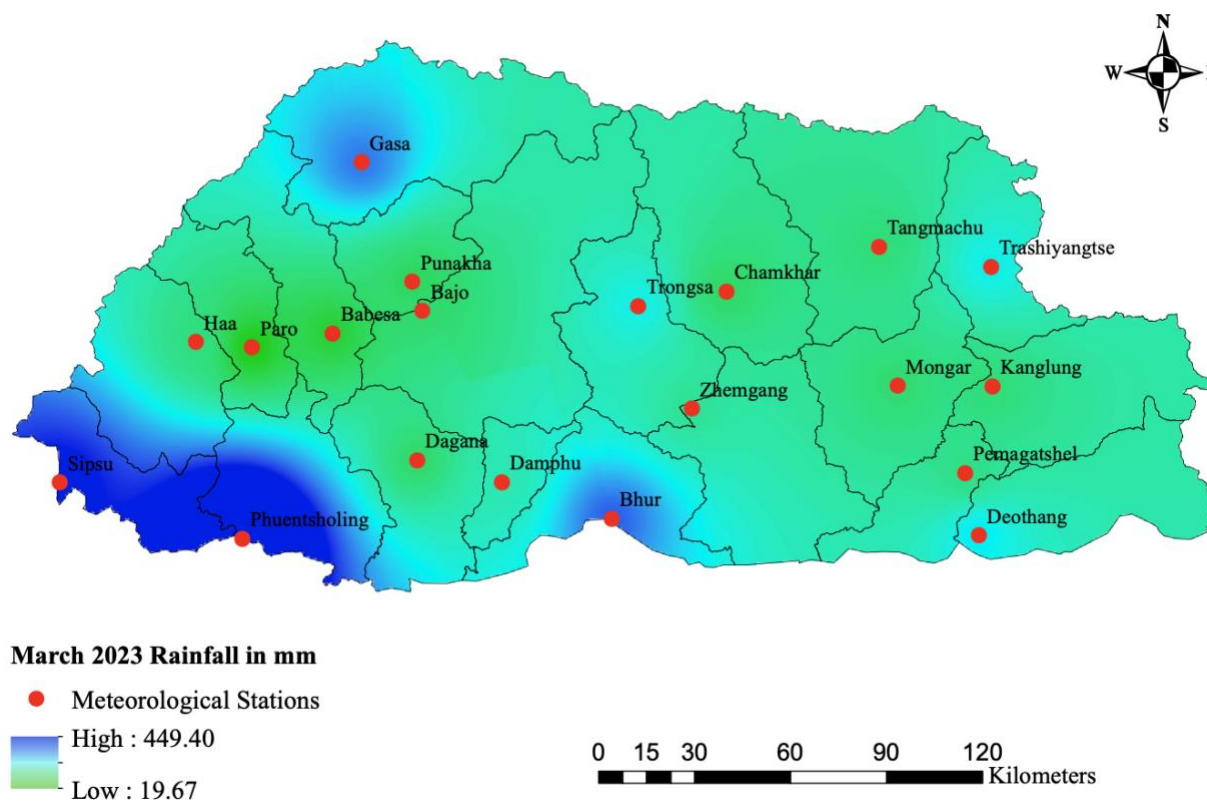 N
W
S
Gasa
Tangmachu
Trashiyangtse
Punakha
Chamkhar
Trongsa
Bajo
Babesa
Haa
Paro
Mongar
Kanglung
Zhemgang
Dagana
Damphu
Pemagatshel
Sipsu
Bhur
Phuentsholing
Deothang
March 2023 Rainfall in mm
Meteorological Stations
High : 449.40
Low : 19.67
0 15 30 60 90 120
Kilometers